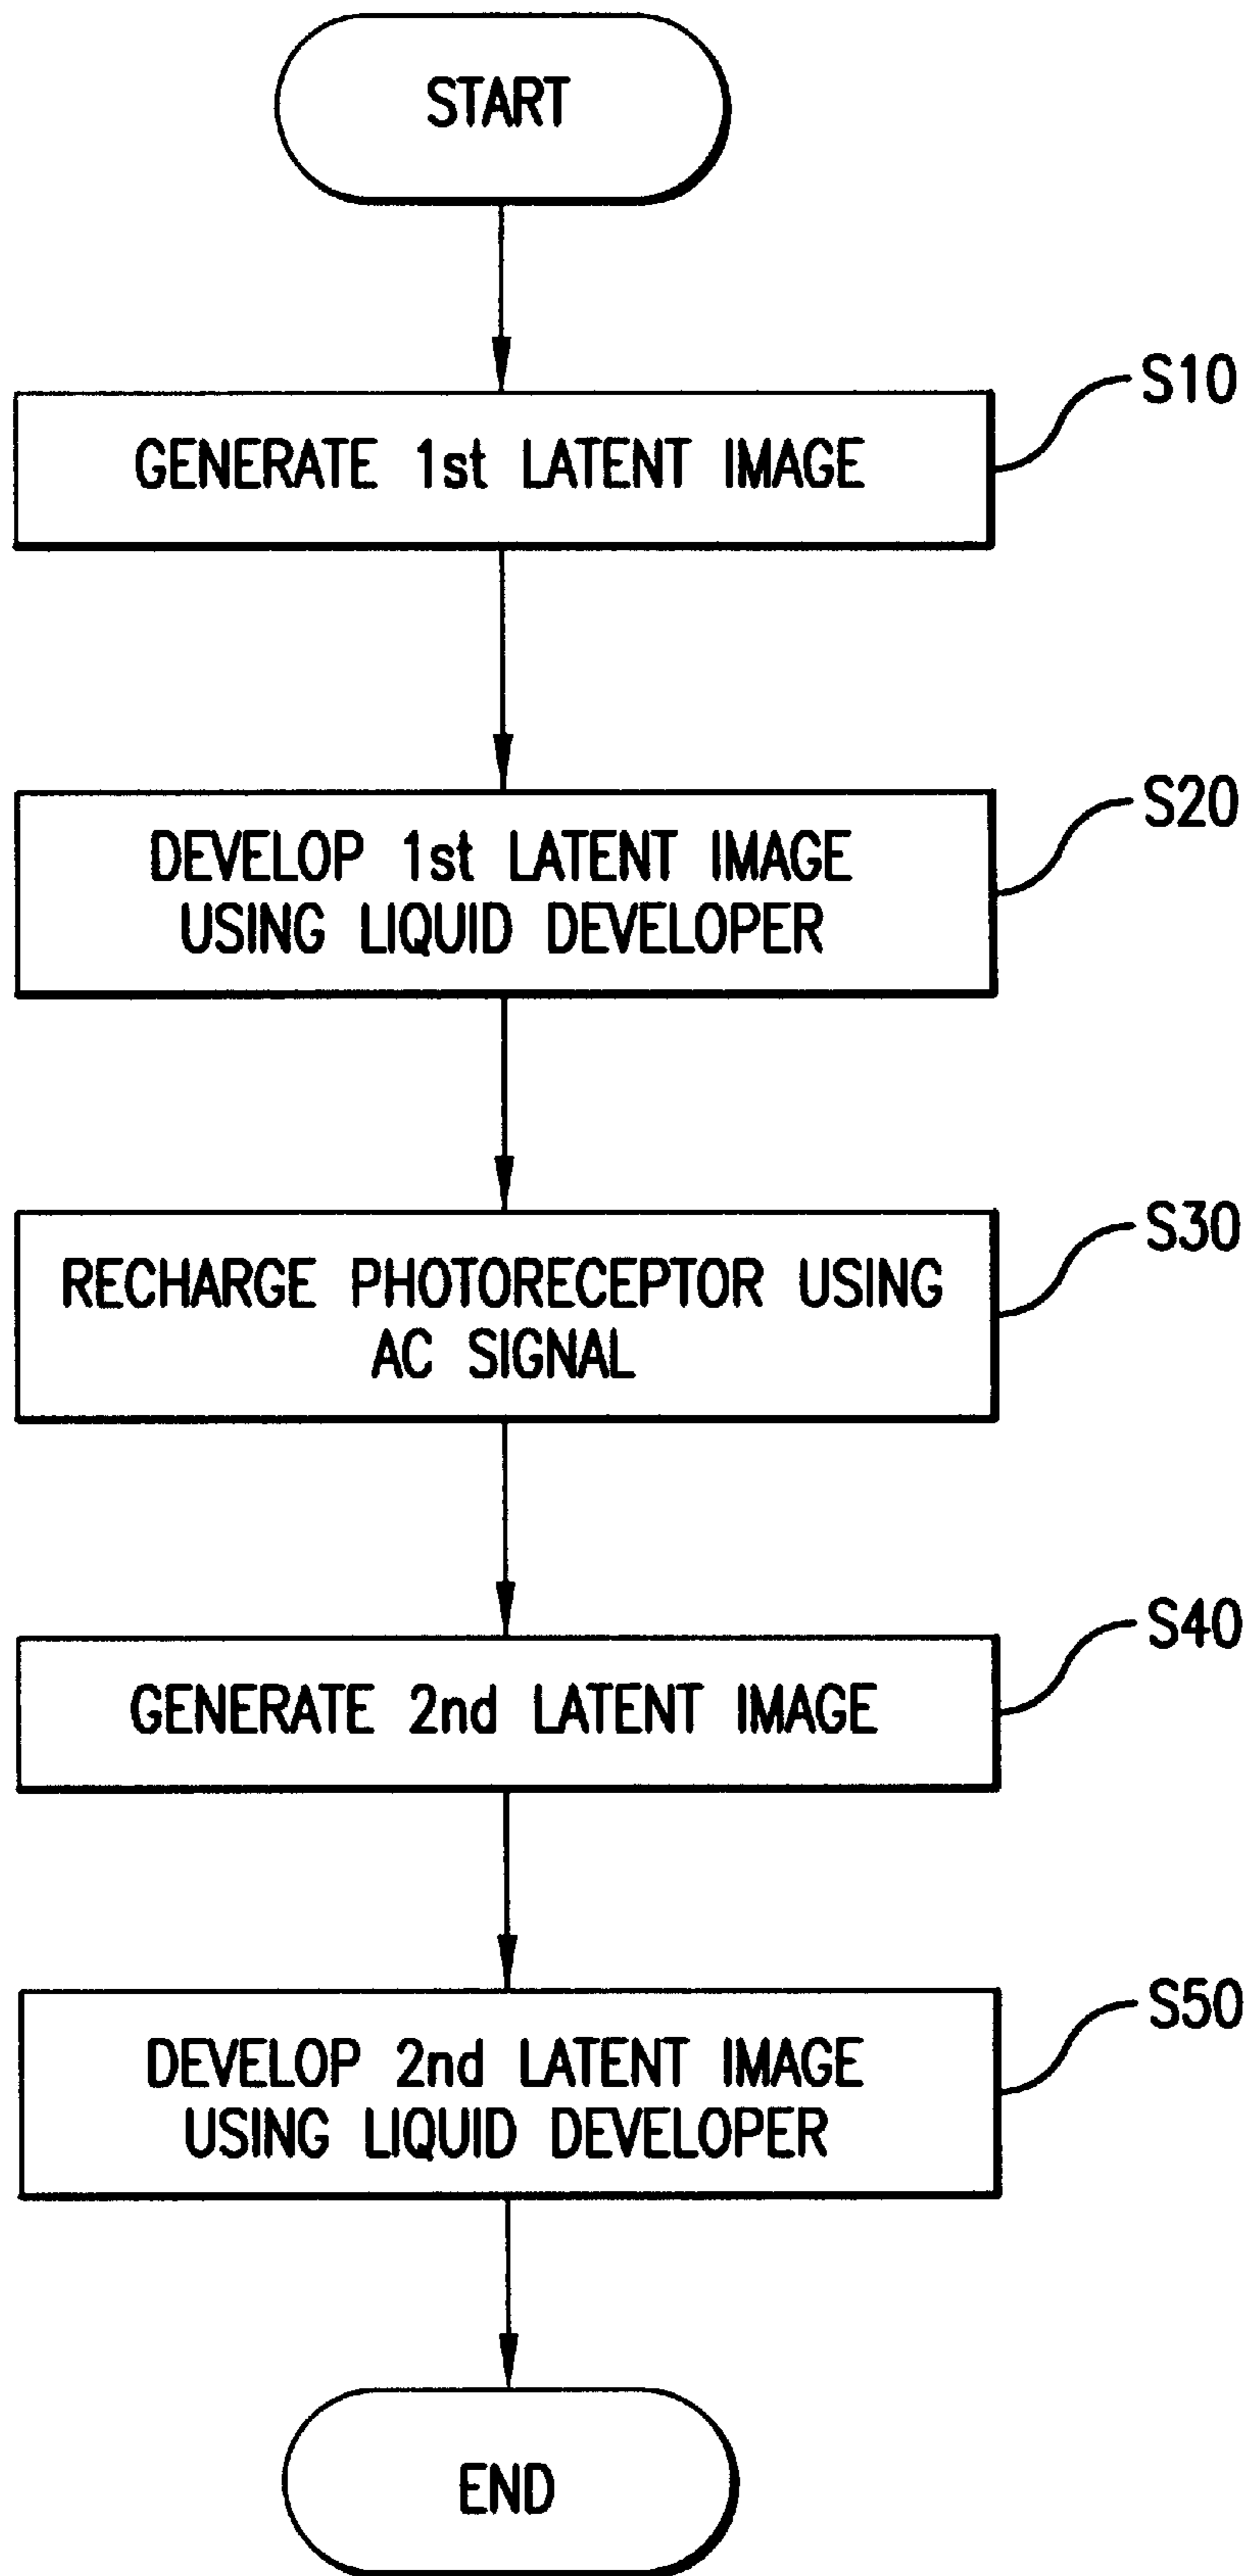 START
S10
GENERATE 1st LATENT IMAGE
S20
DEVELOP 1st LATENT IMAGE
USING LIQUID DEVELOPER
S30
RECHARGE PHOTORECEPTOR USING
AC SIGNAL
S40
GENERATE 2nd LATENT IMAGE
S50
DEVELOP 2nd LATENT IMAGE
USING LIQUID DEVELOPER
END